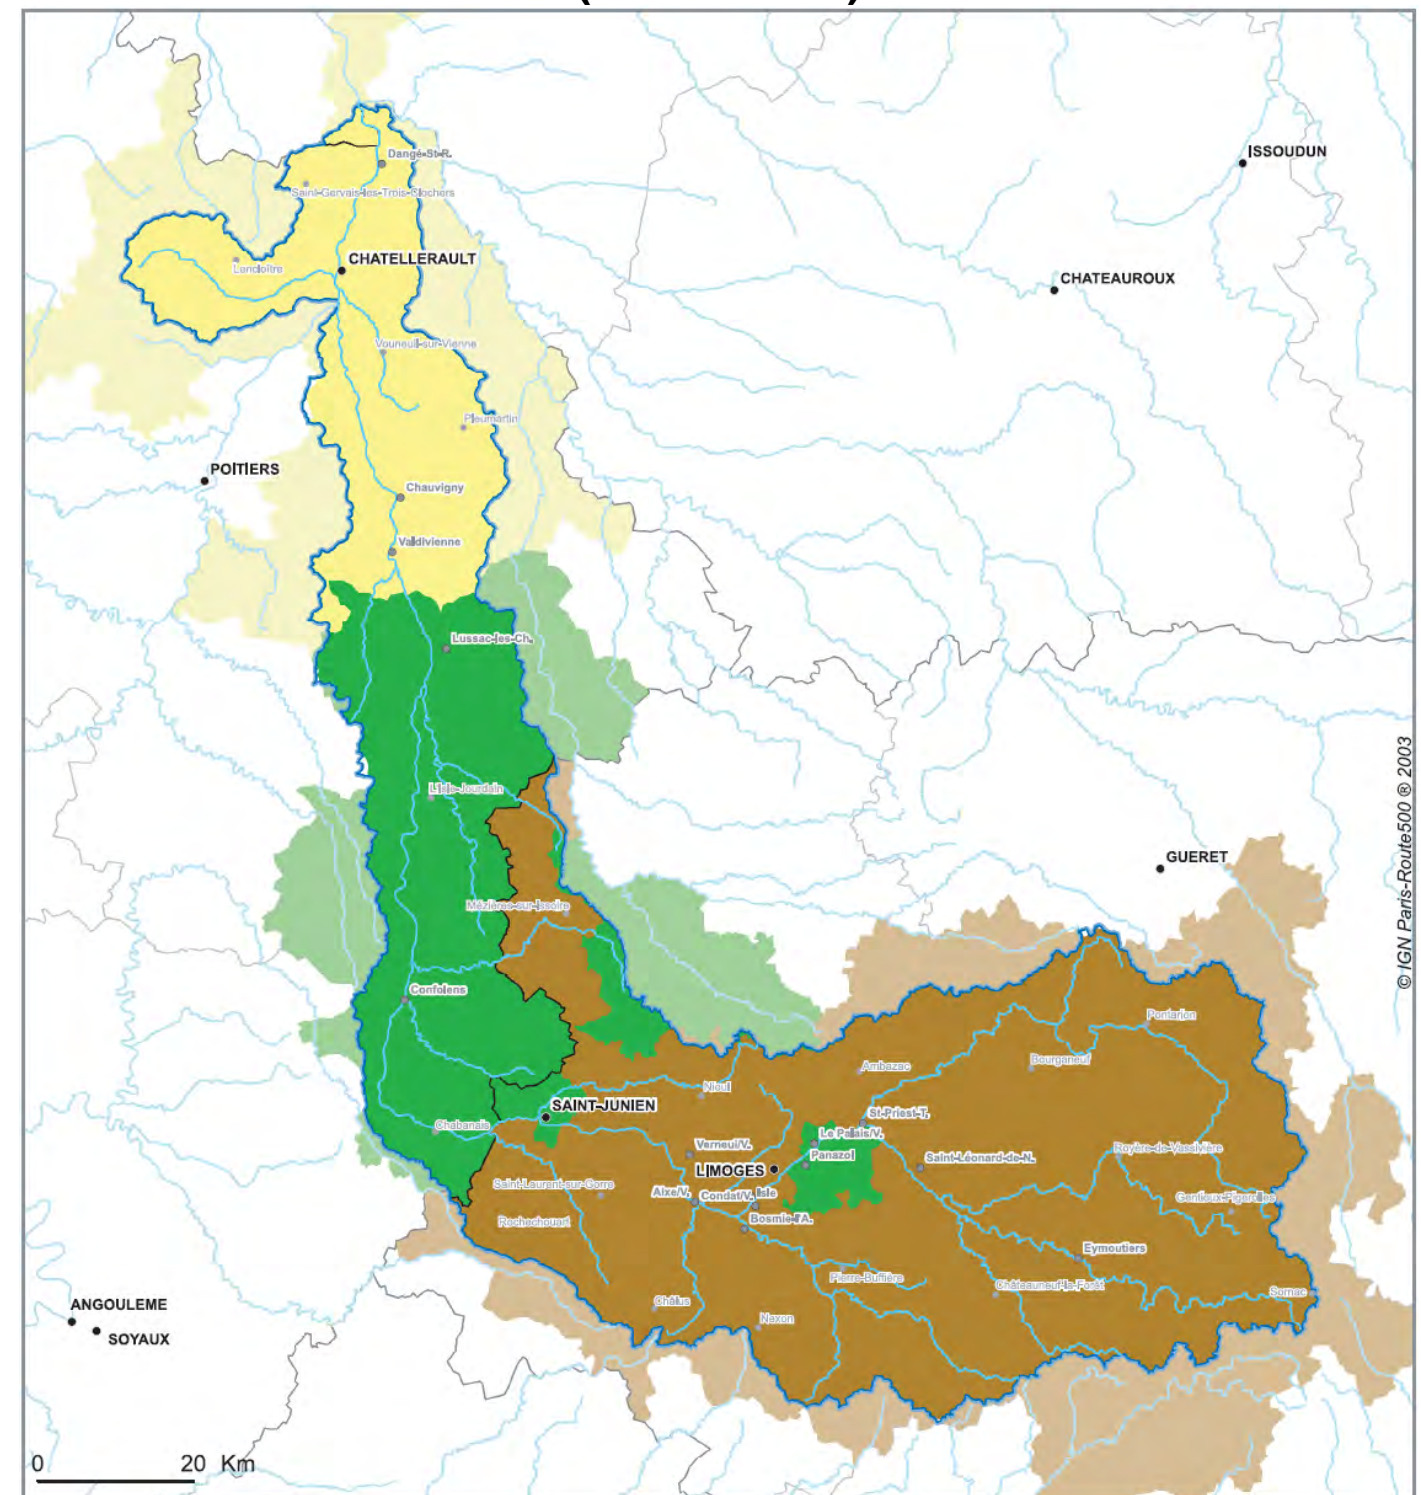 Dangé-St-R.
ISSOUDUN
Saint-Gervais-les-Trois-Clochers
CHATELLERAULT
Lencloître
CHATEAUROUX
Vouneuil-sur-Vienne
Pleumartin
POITIERS
Chauvigny
Valdivienne
Lussac-les-Ch.
L'Isle-Jourdain
GUERET
Mézières-sur-Issoire
Confolens
Pontarion
Bourganeuf
Ambazac
Nieul
SAINT-JUNIEN
St-Priest-T.
Chabanais
Le Palais/V.
Verneuil/V.
Panazol
Royère-de-Vassivière
Saint-Léonard-de-N.
LIMOGES
Saint-Laurent-sur-Gorre
Aixe/V.
Condat/V.
Isle
Gentioux-Pigerolles
Rochechouart
Bosmie-l'A.
Eymoutiers
Pierre-Buffière
Châteauneuf-la-Forêt
Sornac
Châlus
Nexon
ANGOULEME
SOYAUX
0 20 Km
© IGN Paris-Route500 ® 2003